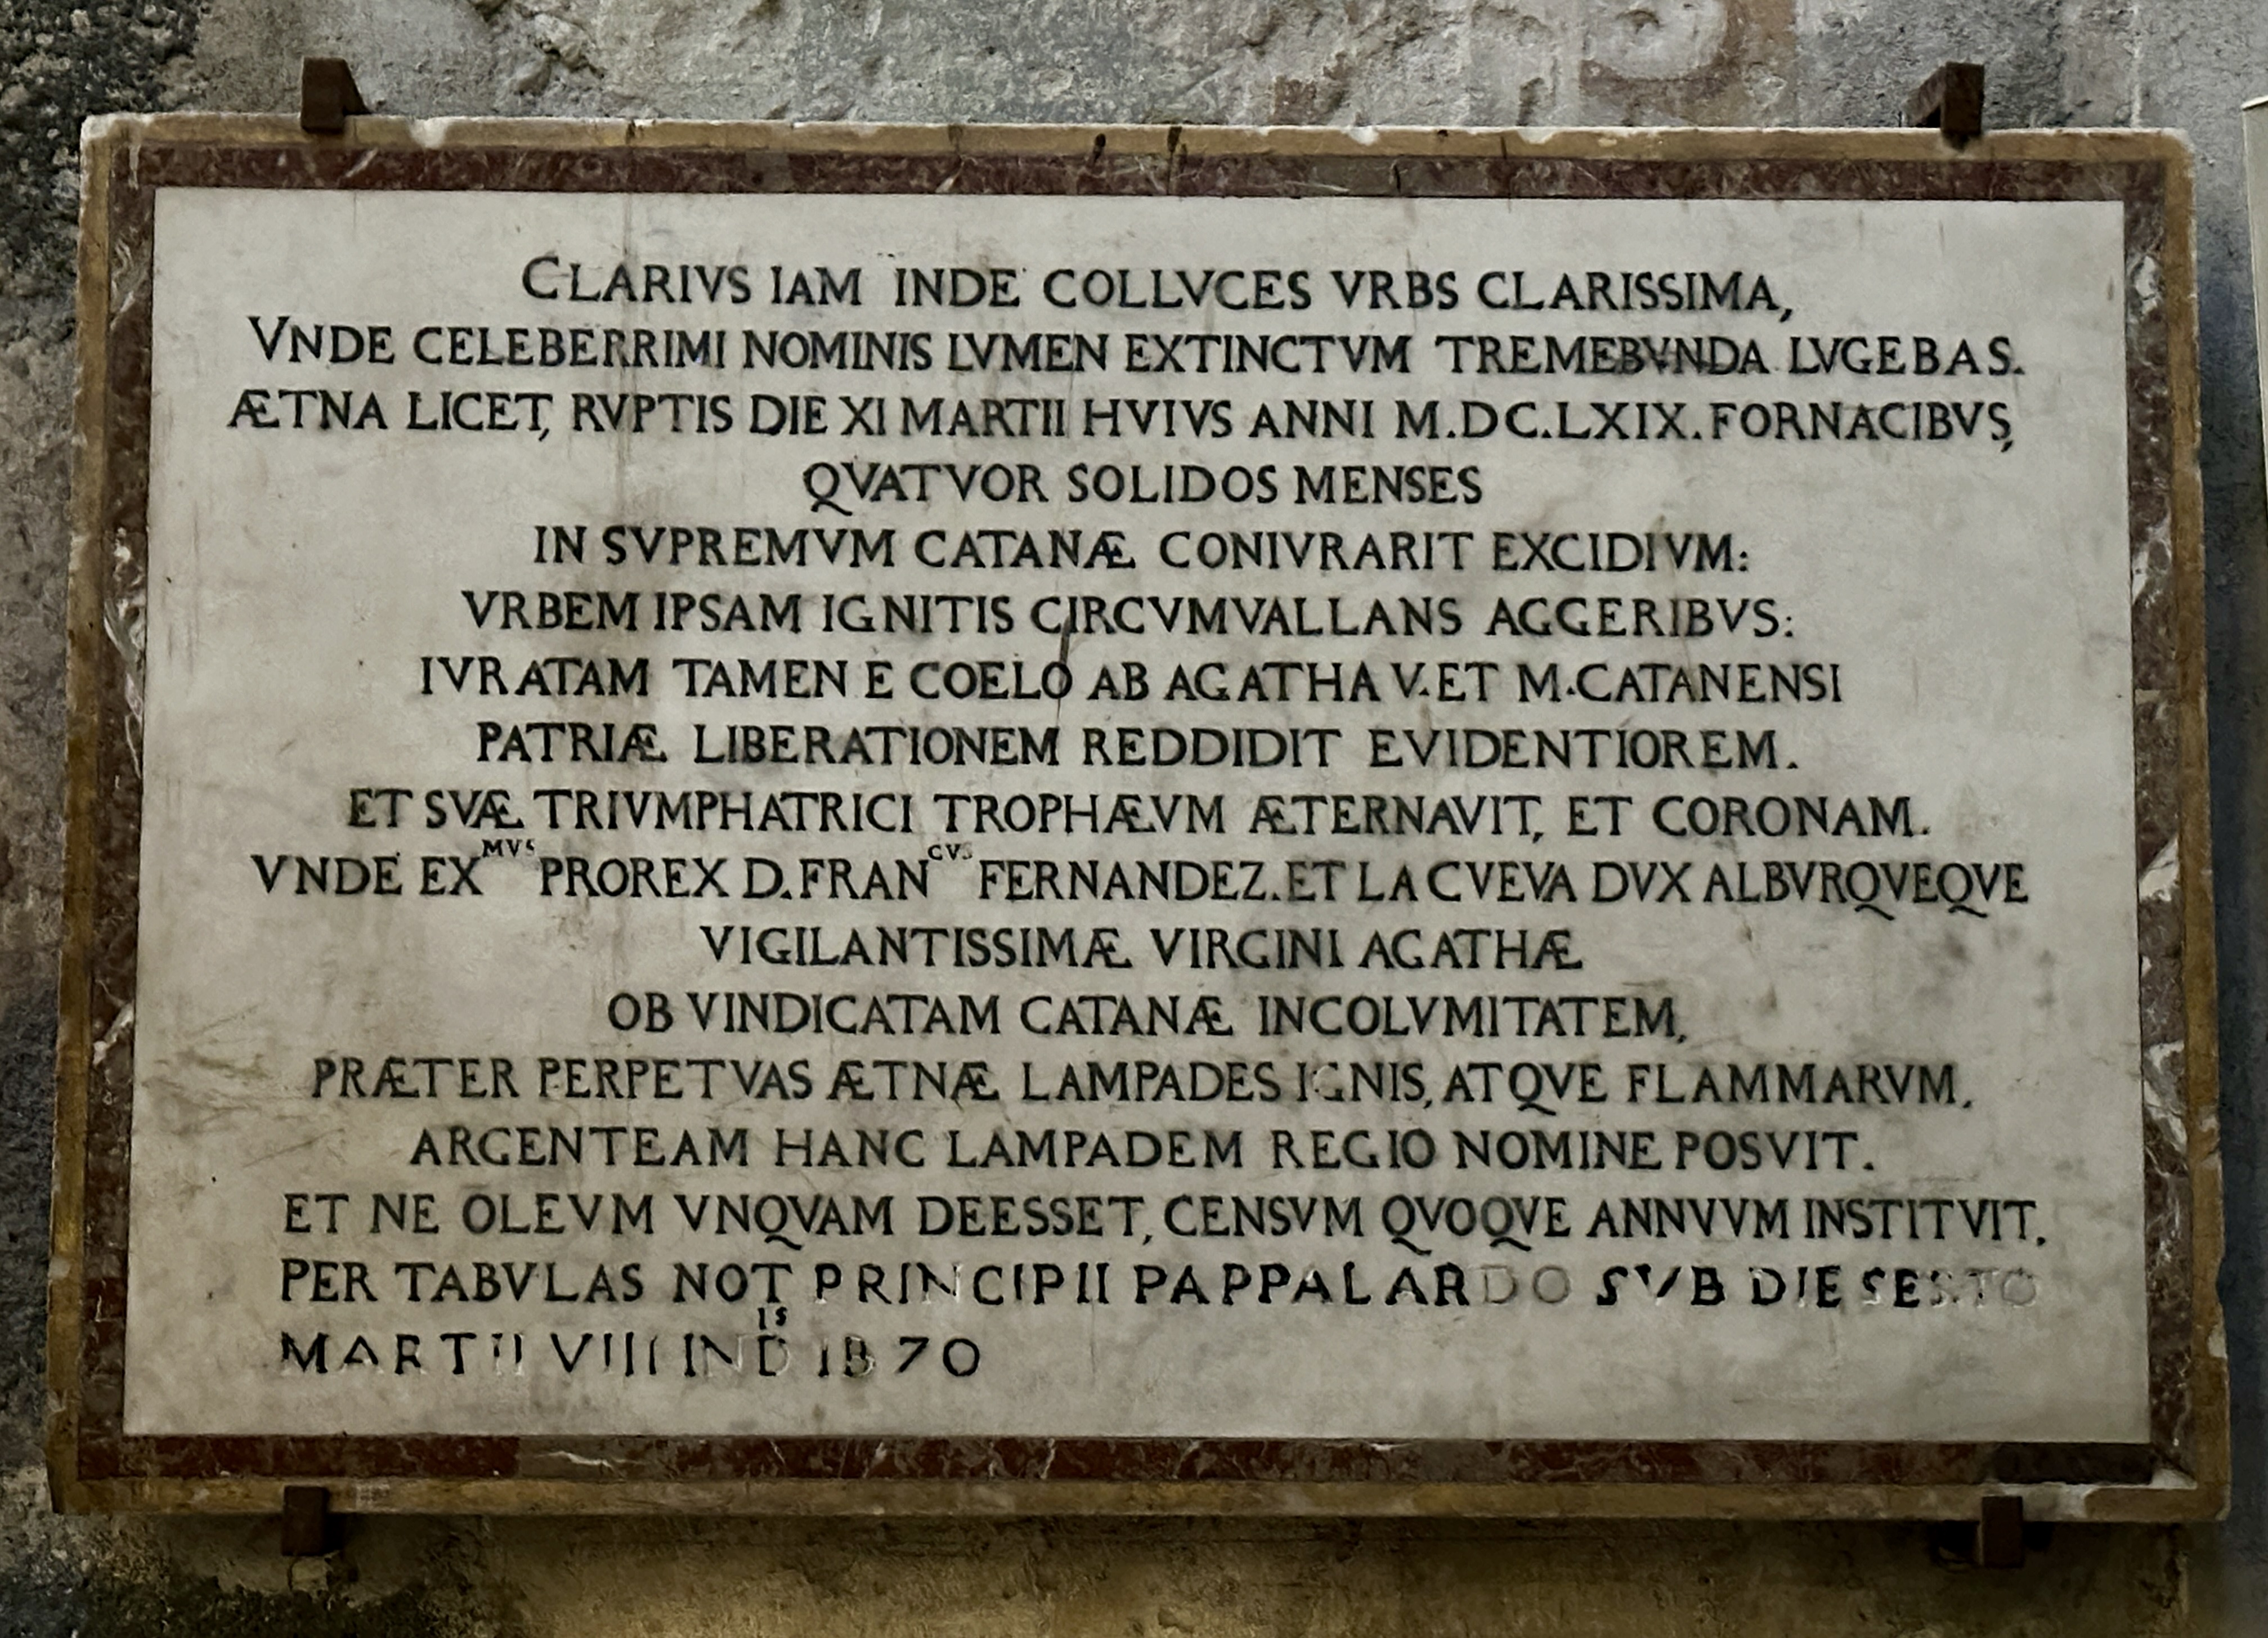 CLARIVS IAM INDE COLLVCES VRBS CLARISSIMA,
VNDE CELEBERRIMI NOMINIS LVMEN EXTINCTVM TREMEBVNDA LVGEBAS.
ÆTNA LICET, RVPTIS DIE XI MARTII HVIVS ANNI M.DC.LXIX. FORNACIBVS,
QVATVOR SOLIDOS MENSES
IN SVPREMVM CATANÆ CONIVRARIT EXCIDIVM:
VRBEM IPSAM IGNITIS CIRCVMVALLANS AGGERIBVS:
IVRATAM TAMEN E COELO AB AGATHA V. ET M. CATANENSI
PATRIÆ LIBERATIONEM REDDIDIT EVIDENTIOREM.
ET SVÆ TRIVMPHATRICI TROPHÆVM ÆTERNAVIT, ET CORONAM.
VNDE EXMVS PROREX D. FRANCVS FERNANDEZ. ET LA CVEVA DVX ALBVRQVEQVE
VIGILANTISSIMÆ VIRGINI AGATHÆ
OB VINDICATAM CATANÆ INCOLVMITATEM,
PRÆTER PERPETVAS ÆTNÆ LAMPADES IGNIS, ATQVE FLAMMARVM,
ARGENTEAM HANC LAMPADEM REGIO NOMINE POSVIT.
ET NE OLEVM VNQVAM DEESSET, CENSVM QVOQVE ANNVVM INSTITVIT.
PER TABVLAS NOT PRINCIPII PAPPALARDO SVB DIE SESTO
MARTII VIII INDIS 1870